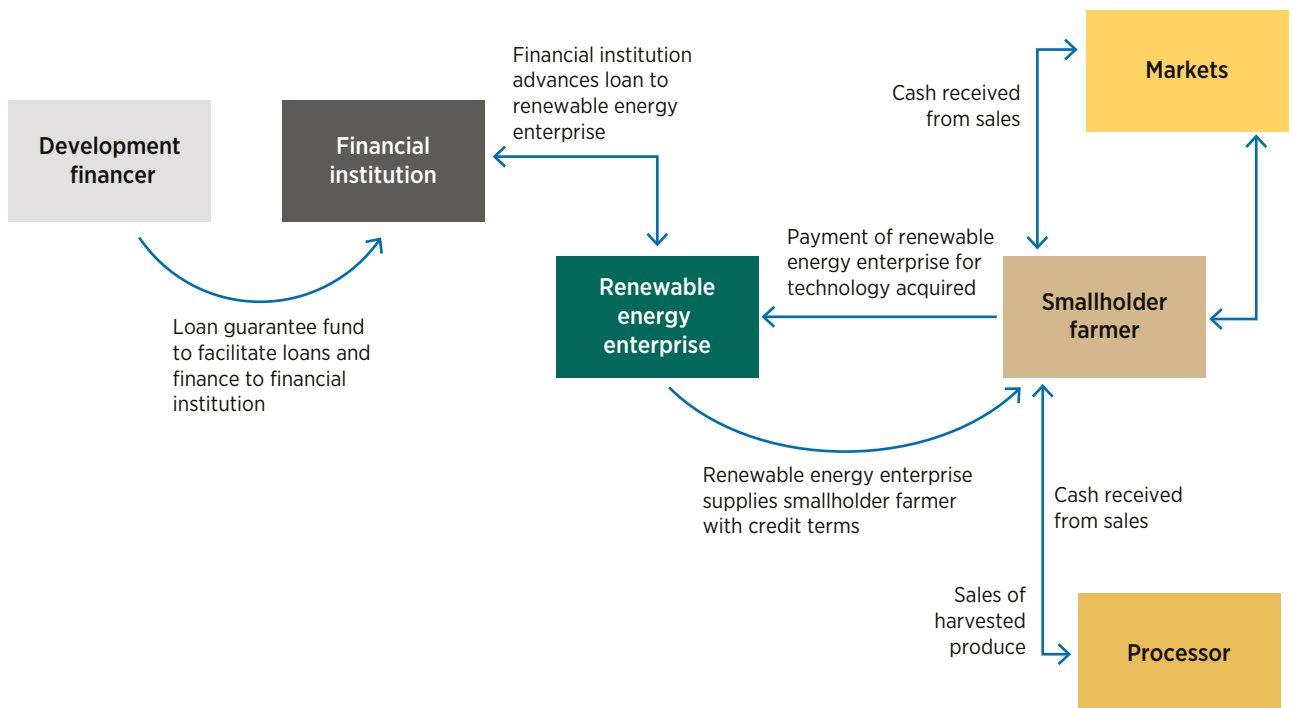 Development
financer
Financial
institution
Financial institution
advances loan to
renewable energy
enterprise
Loan guarantee fund
to facilitate loans and
finance to financial
institution
Renewable
energy
enterprise
Payment of renewable
energy enterprise for
technology acquired
Renewable energy enterprise
supplies smallholder farmer
with credit terms
Cash received
from sales
Markets
Smallholder
farmer
Cash received
from sales
Sales of
harvested
produce
Processor